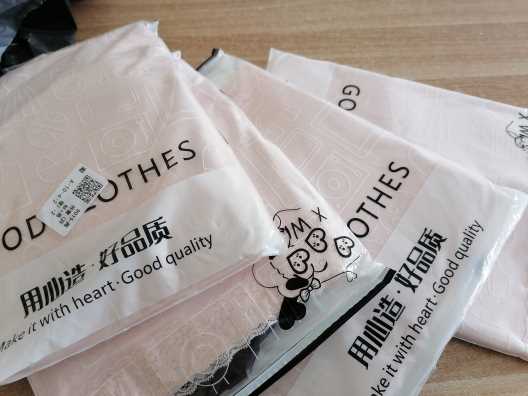 OD CLOTHES
用心造·好品质
Make it with heart·Good quality
OTHES
用心造·好品质
ke it with heart·Good quality
GO